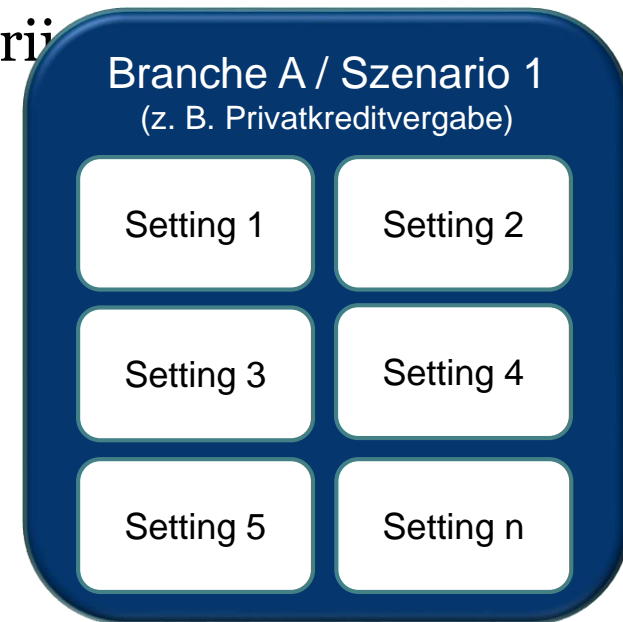 Branche A / Szenario 1
(z. B. Privatkreditvergabe)
Setting 1
Setting 2
Setting 3
Setting 4
Setting 5
Setting n